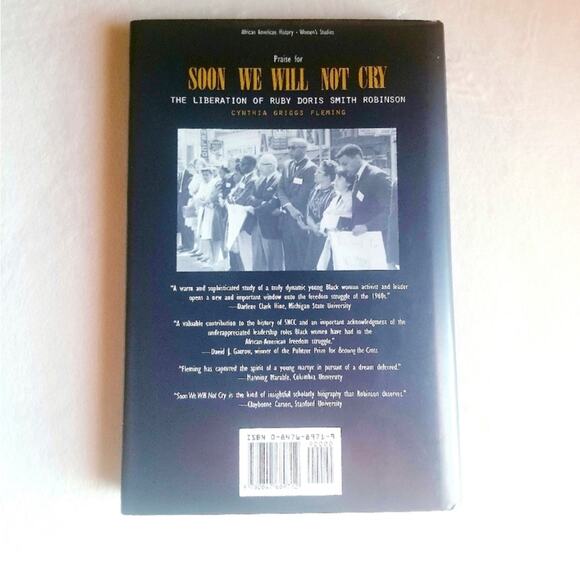 African American History • Women's Studies
Praise for
SOON WE WILL NOT CRY
THE LIBERATION OF RUBY DORIS SMITH ROBINSON
CYNTHIA GRIGGS FLEMING
"A warm and sophisticated study of a truly dynamic young Black woman activist and leader
opens a new and important window onto the freedom struggle of the 1960s."
—Darlene Clark Hine, Michigan State University
"A valuable contribution to the history of SNCC and an important acknowledgment of the
underappreciated leadership roles Black women have had in the
African-American freedom struggle."
—David J. Garrow, winner of the Pulitzer Prize for Bearing the Cross
"Fleming has captured the spirit of a young martyr in pursuit of a dream deferred."
—Manning Marable, Columbia University
"Soon We Will Not Cry is the kind of insightful scholarly biography that Robinson deserves."
—Clayborne Carson, Stanford University
ISBN 0-8476-8971-9
90000